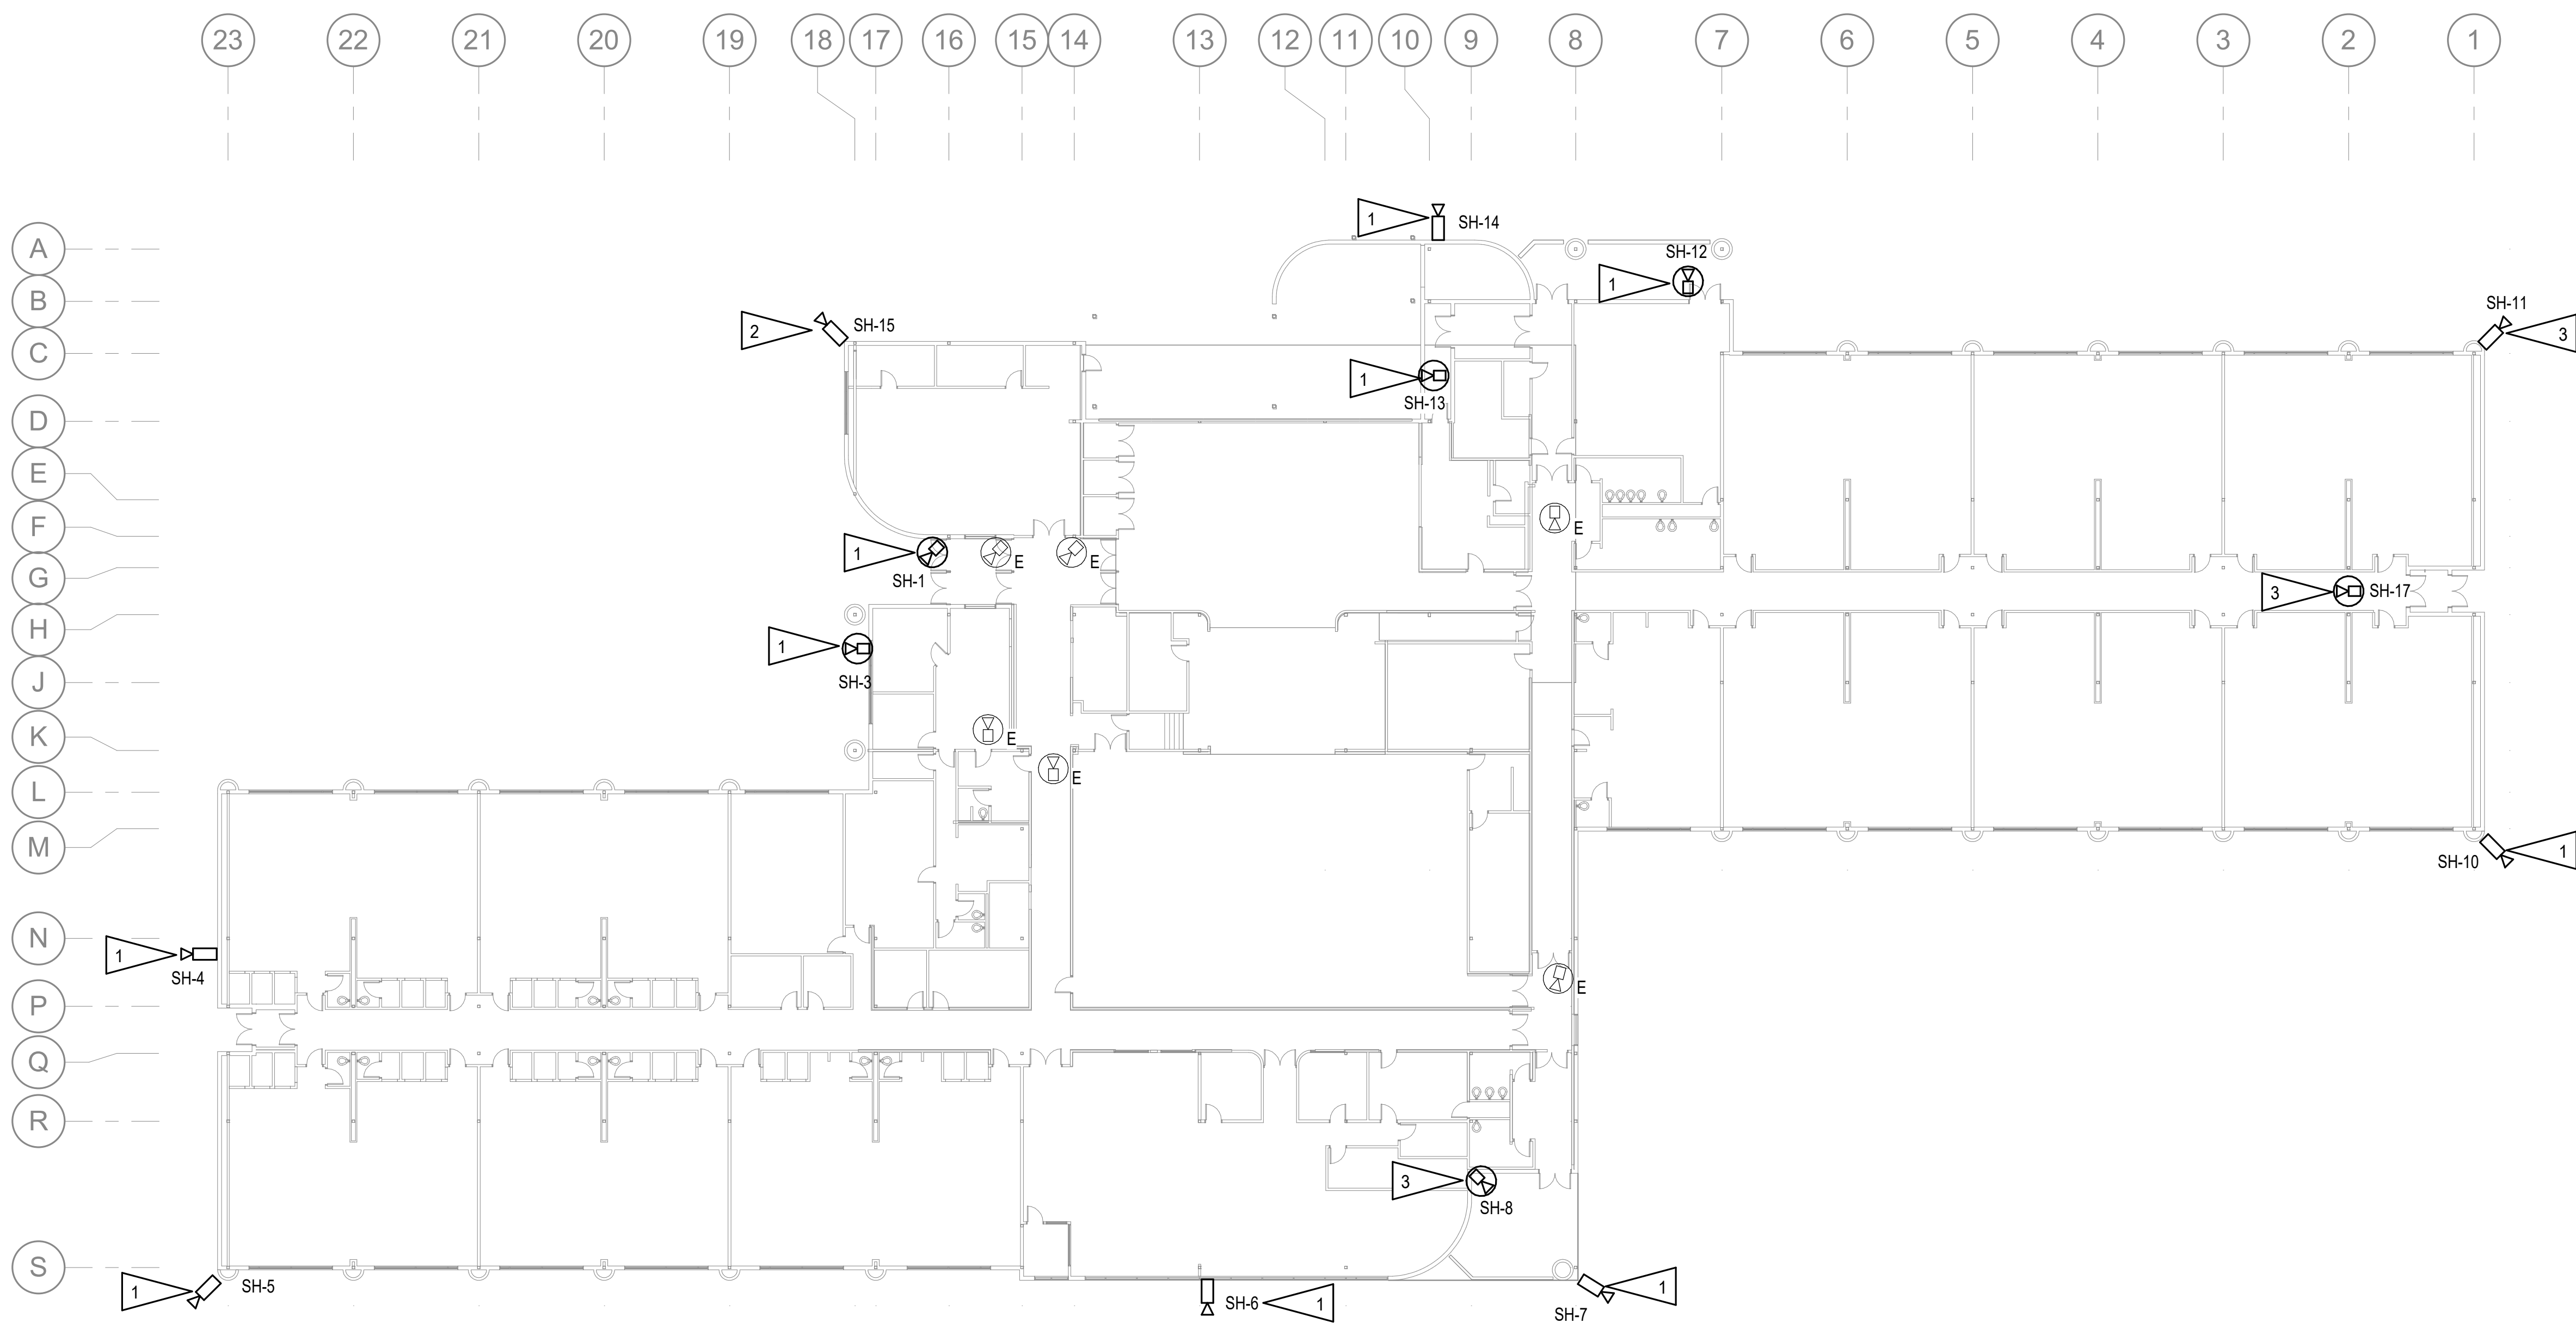 23 22 21 20 19 18 17 16 15 14 13 12 11 10 9 8 7 6 5 4 3 2 1
A
1 SH-14
SH-12
B
1
SH-11
2 SH-15
3
C
1
SH-13
D
E
F
E
1
E
E
SH-1
G
3 SH-17
H
1
SH-3
J
K
E
E
L
M
1
SH-10
N
1
SH-4
E
P
Q
R
3
SH-8
S
1 SH-5
SH-6 1
1
SH-7